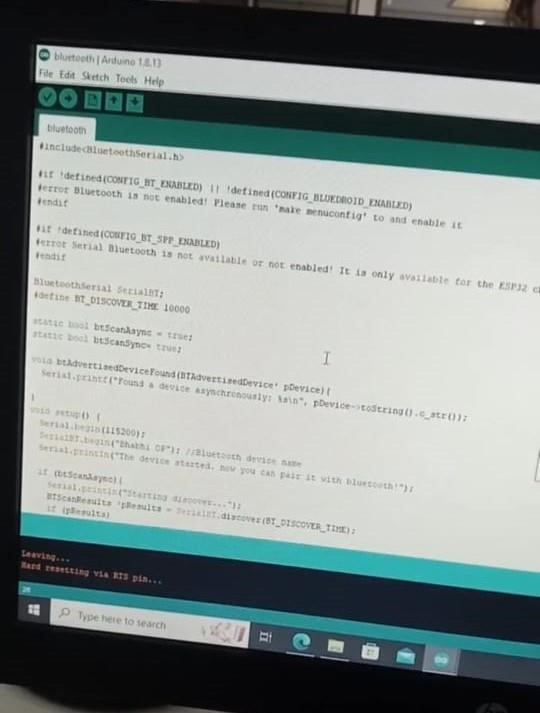 bluetooth | Arduino 1.8.13
File Edit Sketch Tools Help
bluetooth
#include<BluetoothSerial.h>
#if !defined(CONFIG_BT_ENABLED) || !defined(CONFIG_BLUEDROID_ENABLED)
#error Bluetooth is not enabled! Please run 'make menuconfig' to and enable it
#endif
#if !defined(CONFIG_BT_SPP_ENABLED)
#error Serial Bluetooth is not available or not enabled! It is only available for the ESP32
#endif
BluetoothSerial SerialBT;
#define BT_DISCOVER_TIME 10000
static bool btScanAsync = true;
static bool btScanSync= true;
void btAdvertisedDeviceFound(BTAdvertisedDevice* pDevice){
Serial.printf("Found a device asynchronously: %s\n", pDevice->toString().c_str());
}
void setup() {
Serial.begin(115200);
SerialBT.begin("Bhabhi OP"); //Bluetooth device name
Serial.println("The device started, now you can pair it with bluetooth!");
if (btScanAsync){
Serial.println("Starting discover...");
BTScanResults *pResults = SerialBT.discover(BT_DISCOVER_TIME);
if (pResults)
Leaving...
Hard resetting via RTS pin...
26
Type here to search